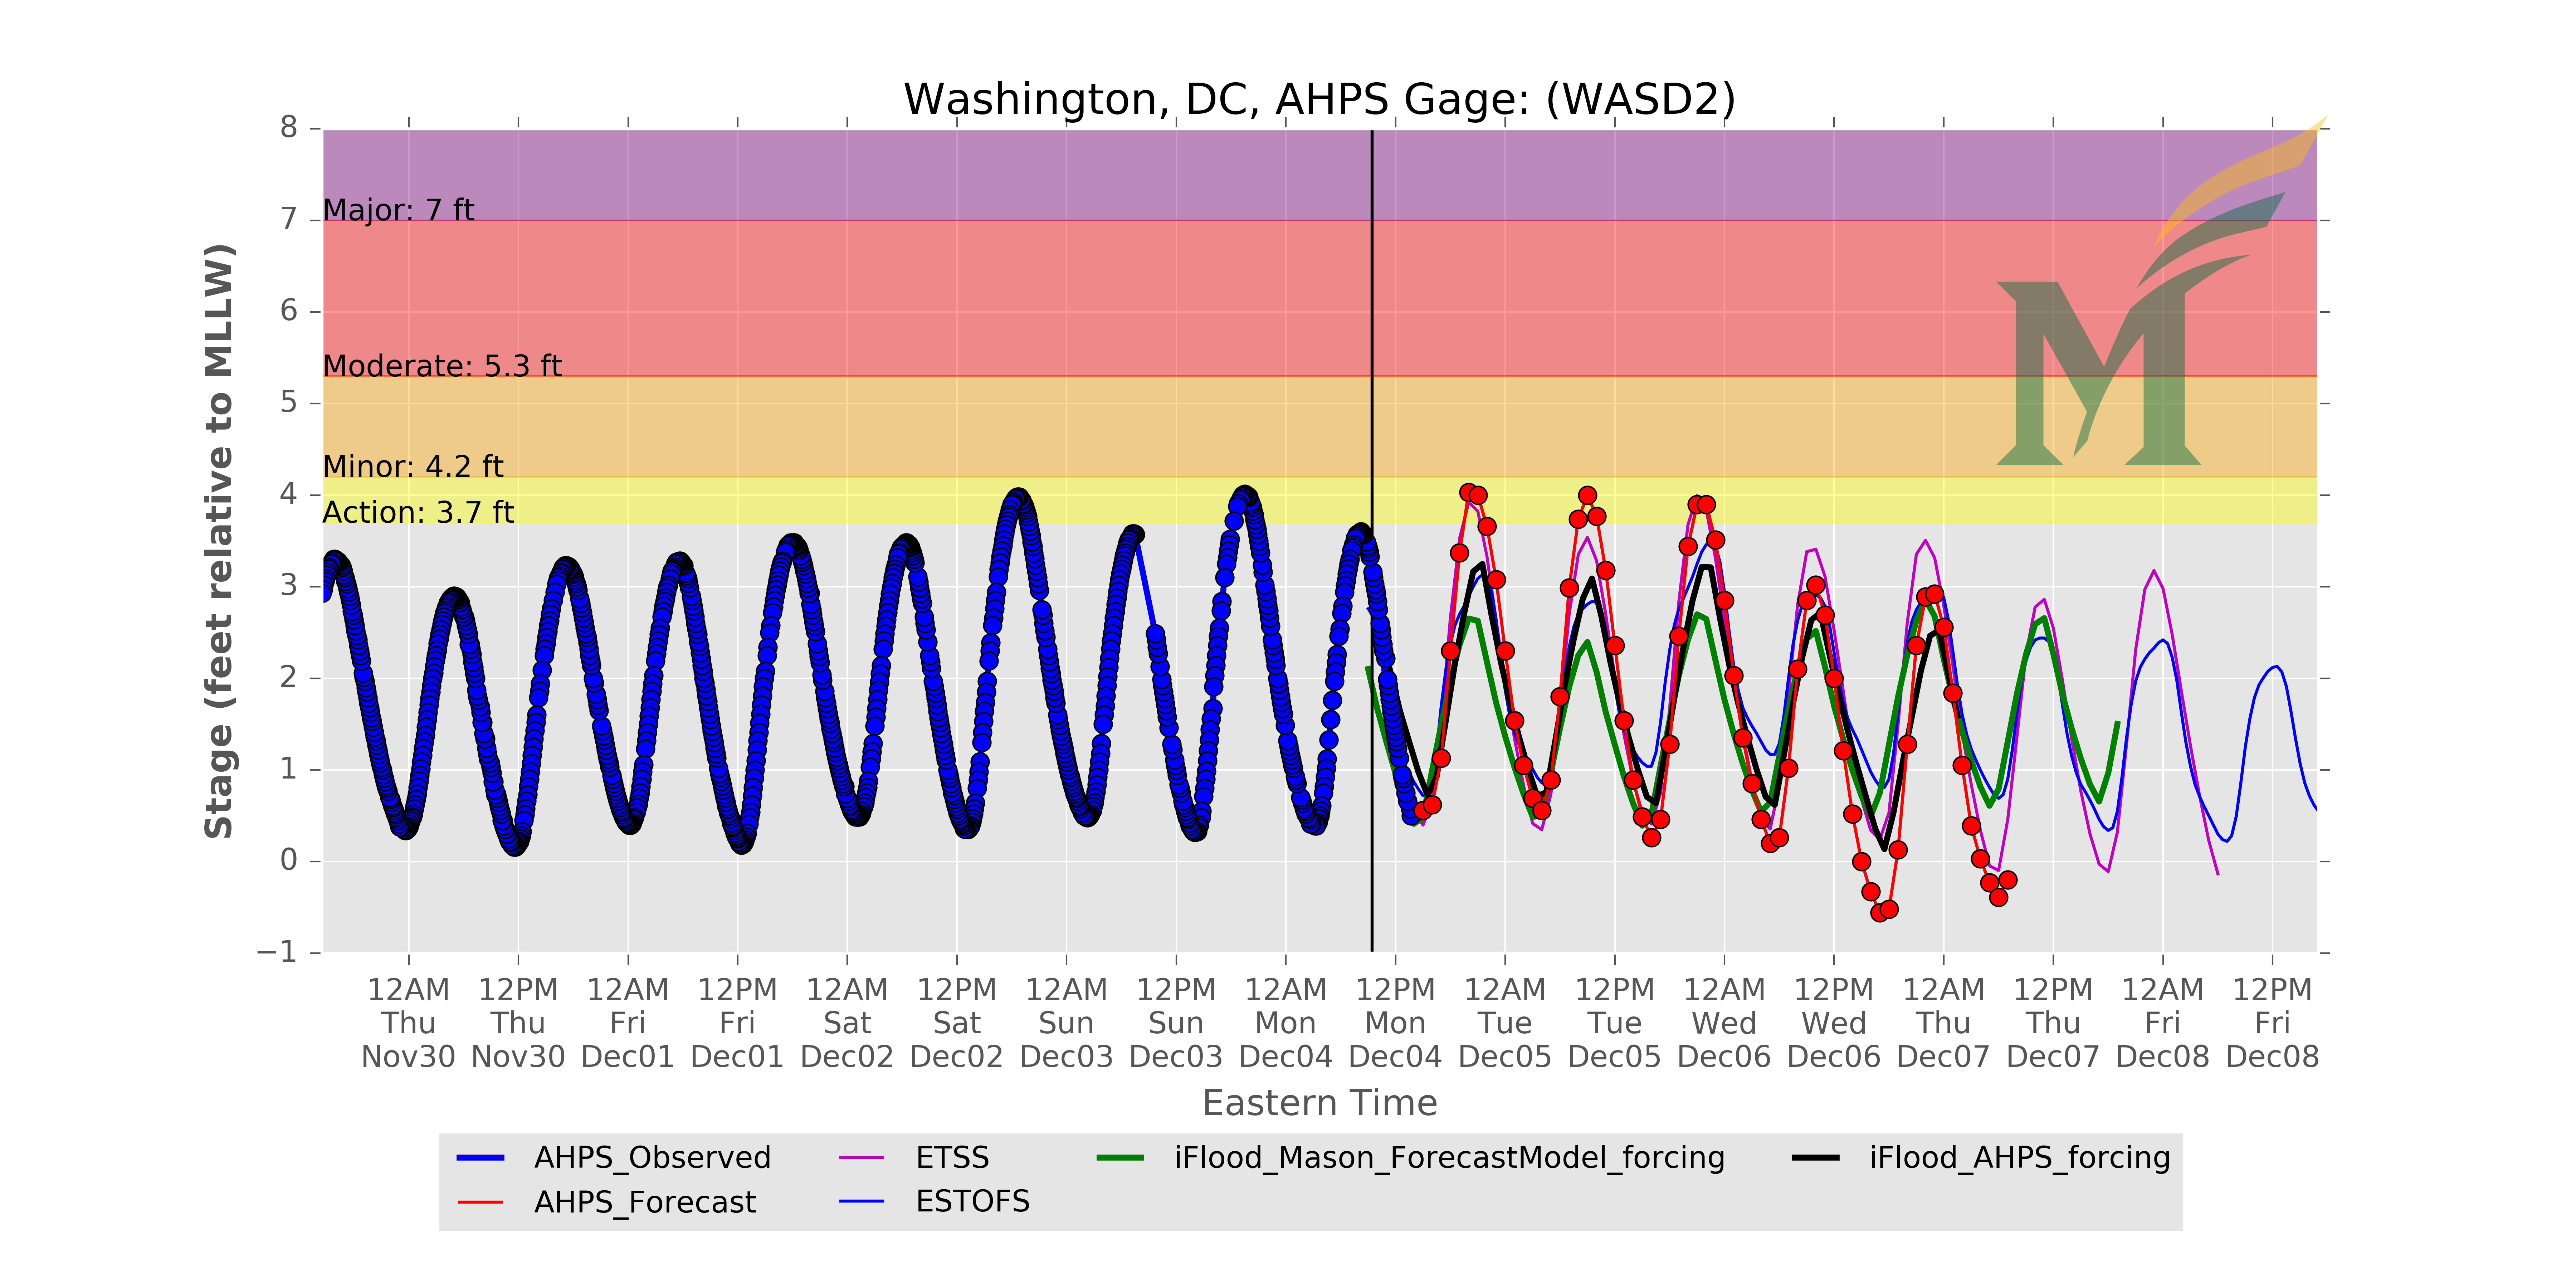 Washington, DC, AHPS Gage: (WASD2)
Stage (feet relative to MLLW)
8
7
6
5
4
3
2
1
0
−1
Major: 7 ft
Moderate: 5.3 ft
Minor: 4.2 ft
Action: 3.7 ft
M
12AM 12PM 12AM 12PM 12AM 12PM 12AM 12PM 12AM 12PM 12AM 12PM 12AM 12PM 12AM 12PM 12AM 12PM
Thu Thu Fri Fri Sat Sat Sun Sun Mon Mon Tue Tue Wed Wed Thu Thu Fri Fri
Nov30 Nov30 Dec01 Dec01 Dec02 Dec02 Dec03 Dec03 Dec04 Dec04 Dec05 Dec05 Dec06 Dec06 Dec07 Dec07 Dec08 Dec08
Eastern Time
AHPS_Observed ETSS iFlood_Mason_ForecastModel_forcing iFlood_AHPS_forcing
AHPS_Forecast ESTOFS